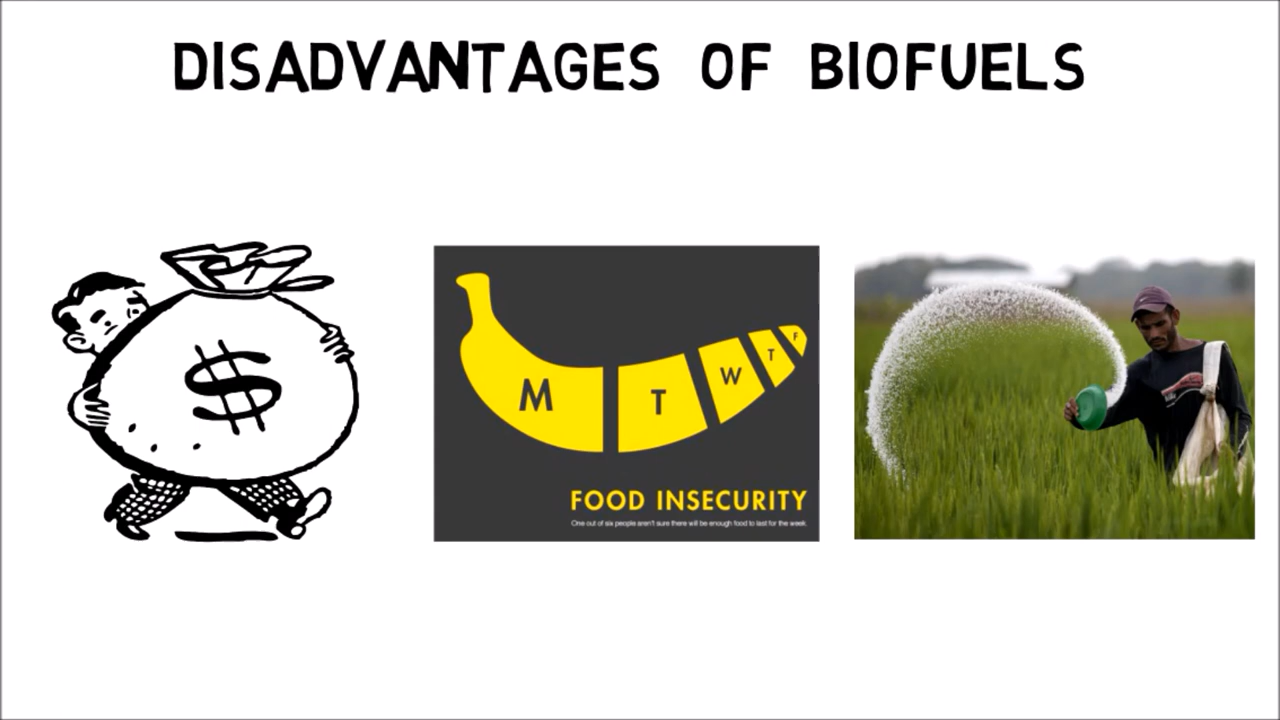 DISADVANTAGES OF BIOFUELS
$
M
T
W
T
F
FOOD INSECURITY
One out of six people aren't sure there will be enough food to last for the week.